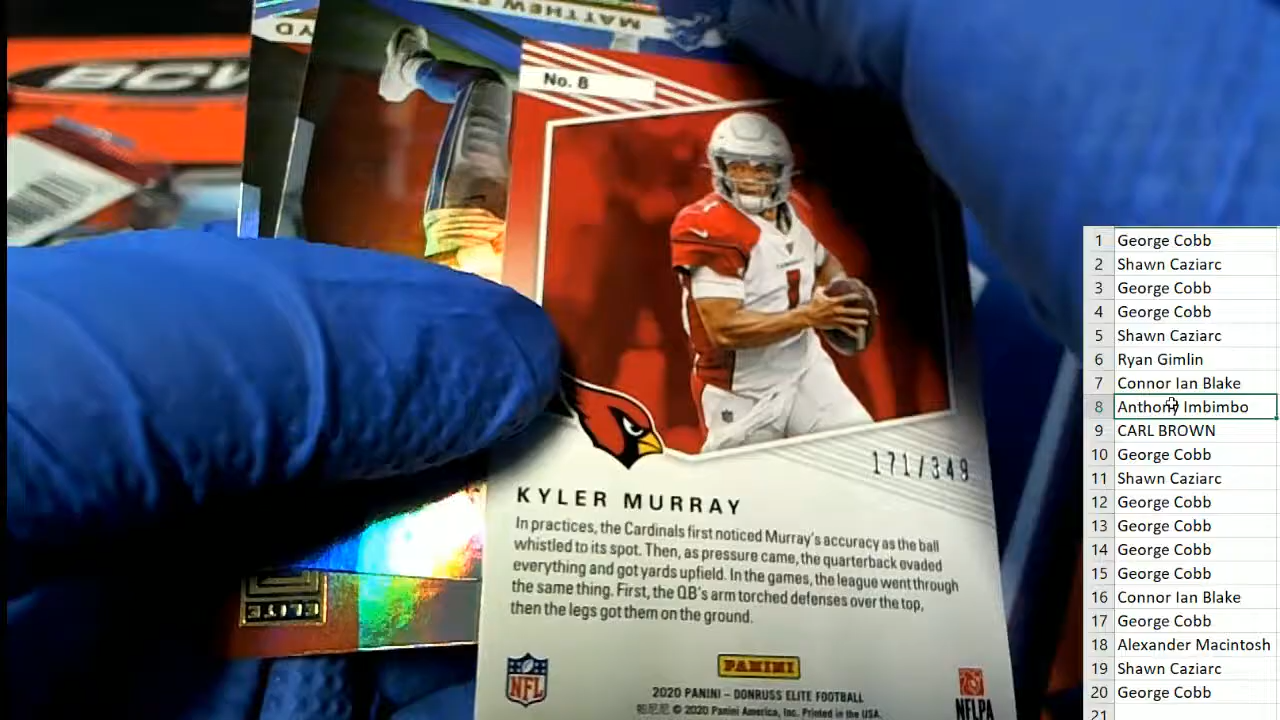 BCW
MATTHEW
No. 8
1
171/349
KYLER MURRAY
In practices, the Cardinals first noticed Murray's accuracy as the ball
whistled to its spot. Then, as pressure came, the quarterback evaded
everything and got yards upfield. In the games, the league went through
the same thing. First, the QB's arm torched defenses over the top,
then the legs got them on the ground.
ELITE
NFL
PANINI
2020 PANINI – DONRUSS ELITE FOOTBALL
© 2020 Panini America, Inc. Printed in the USA.
NFLPA
1 George Cobb
2 Shawn Caziarc
3 George Cobb
4 George Cobb
5 Shawn Caziarc
6 Ryan Gimlin
7 Connor Ian Blake
8 Anthony Imbimbo
9 CARL BROWN
10 George Cobb
11 Shawn Caziarc
12 George Cobb
13 George Cobb
14 George Cobb
15 George Cobb
16 Connor Ian Blake
17 George Cobb
18 Alexander Macintosh
19 Shawn Caziarc
20 George Cobb
21